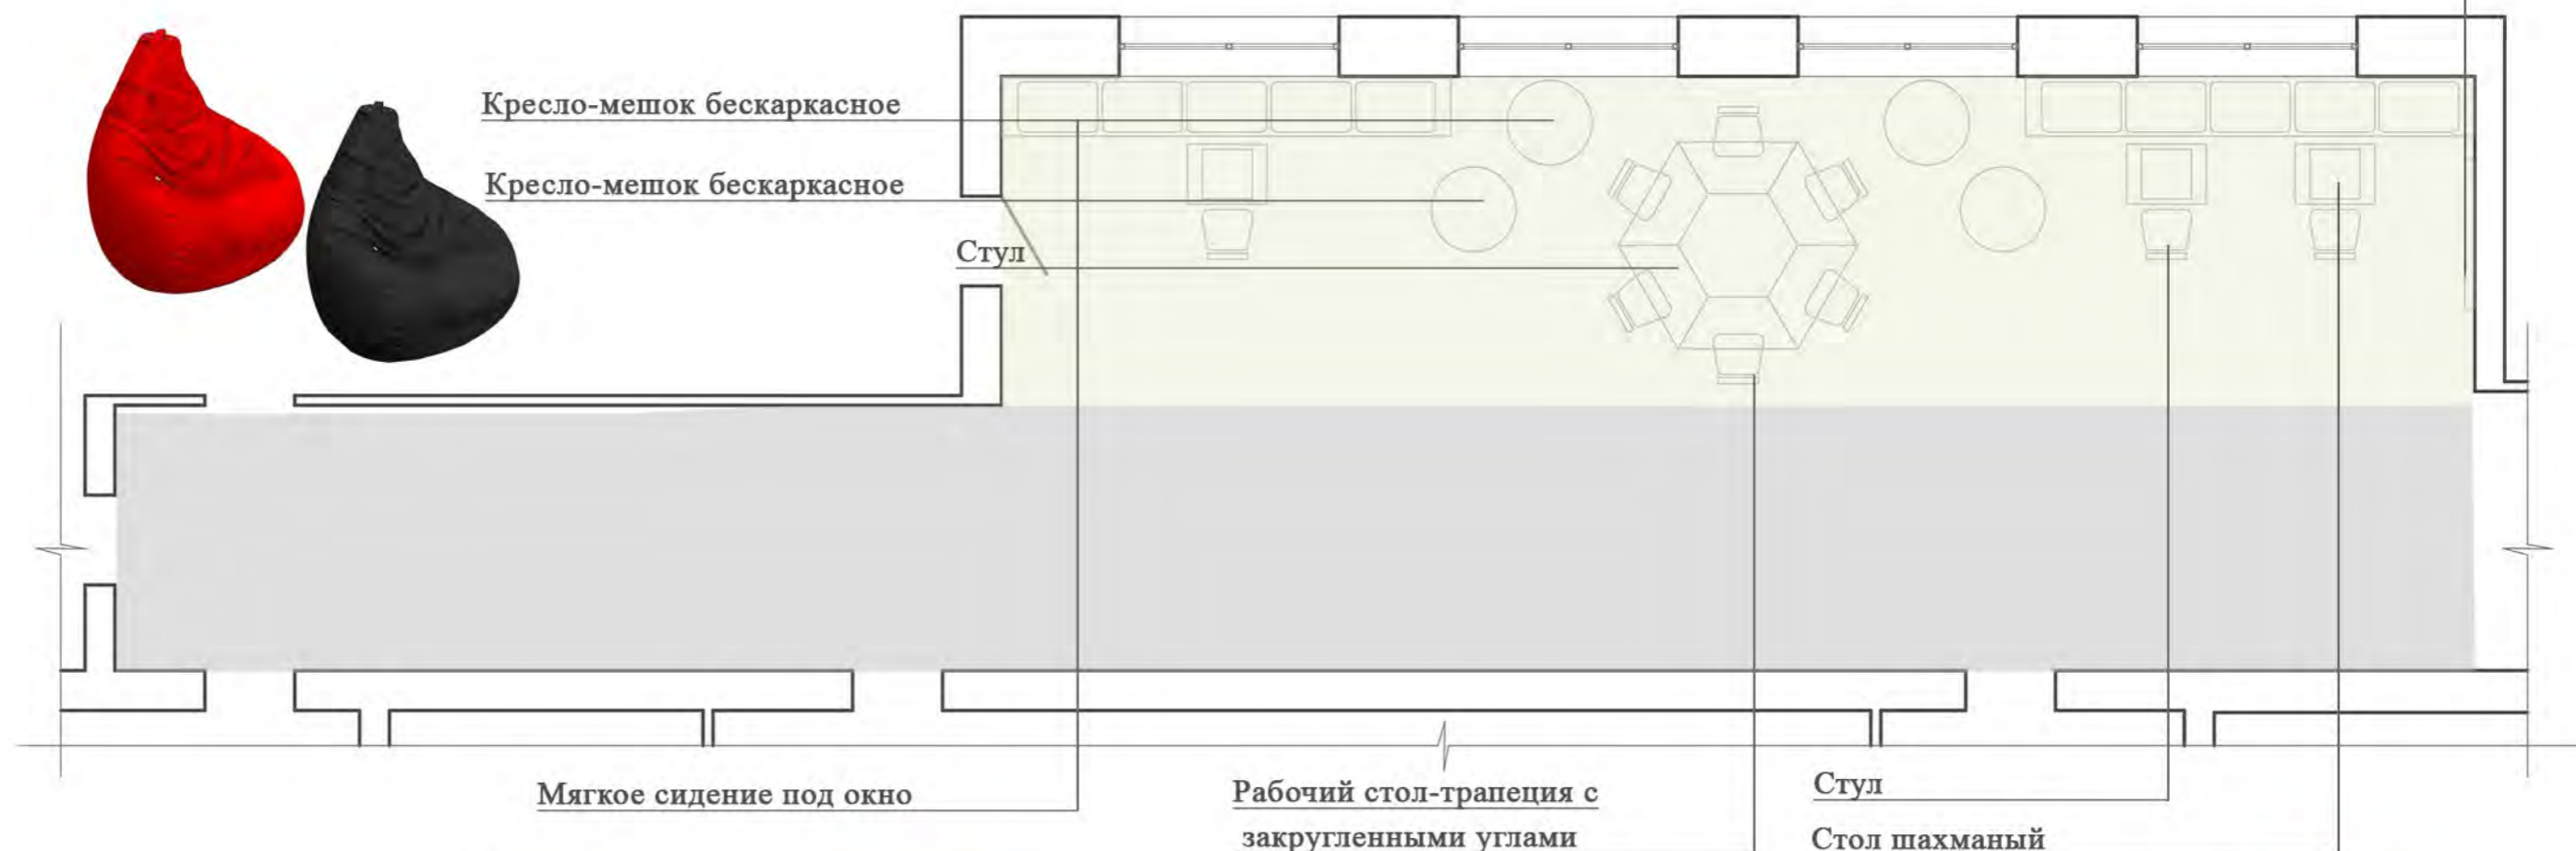 Кресло-мешок бескаркасное
Кресло-мешок бескаркасное
Стул
Мягкое сидение под окно
Рабочий стол-трапеция с
закругленными углами
Стул
Стол шахманый